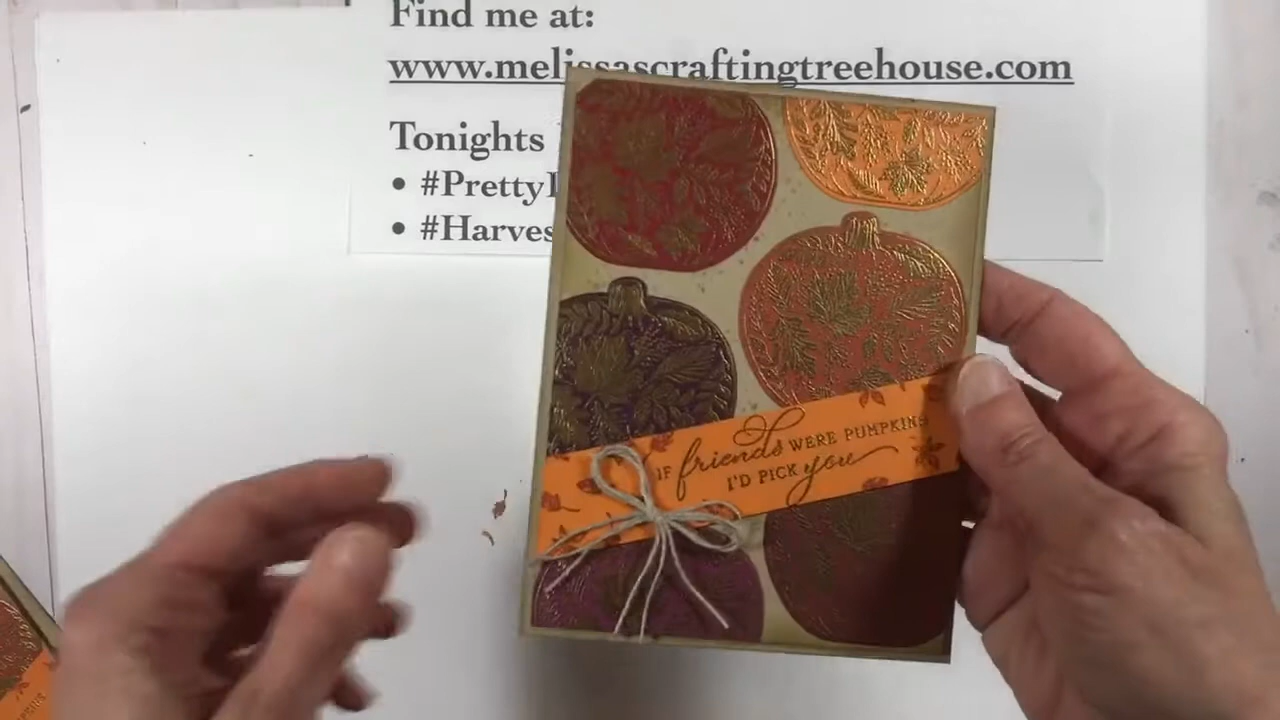 Find me at:
www.melissascraftingtreehouse.com
Tonights
• #Pretty
• #Harves
IF friends WERE PUMPKINS
I'D PICK you